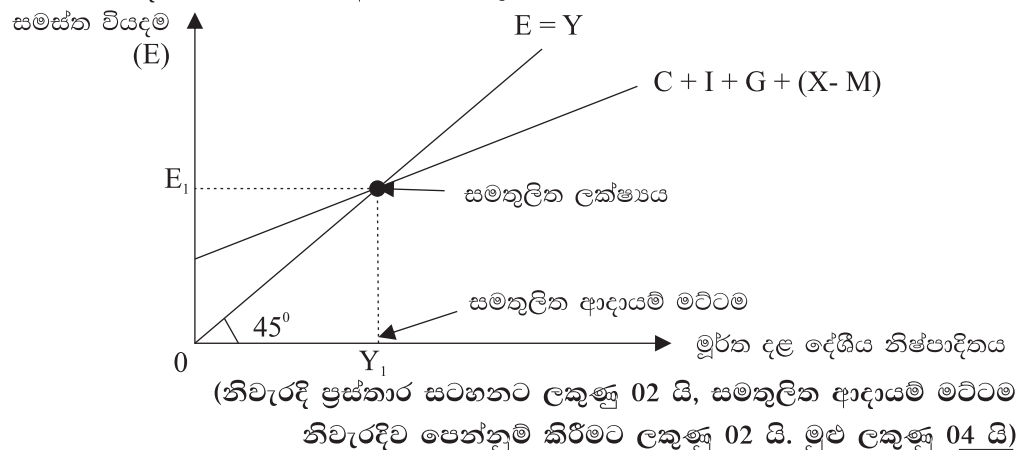 සමස්ත වියදම
(E)
E = Y
C + I + G + (X- M)
E₁
සමතුලිත ලක්ෂ්‍යය
සමතුලිත ආදායම් මට්ටම
45⁰
මූර්ත දළ දේශීය නිෂ්පාදිතය
0
Y₁
(නිවැරදි ප්‍රස්තාර සටහනට ලකුණු 02 යි, සමතුලිත ආදායම් මට්ටම
නිවැරදිව පෙන්නුම් කිරීමට ලකුණු 02 යි. මුළු ලකුණු 04 යි)